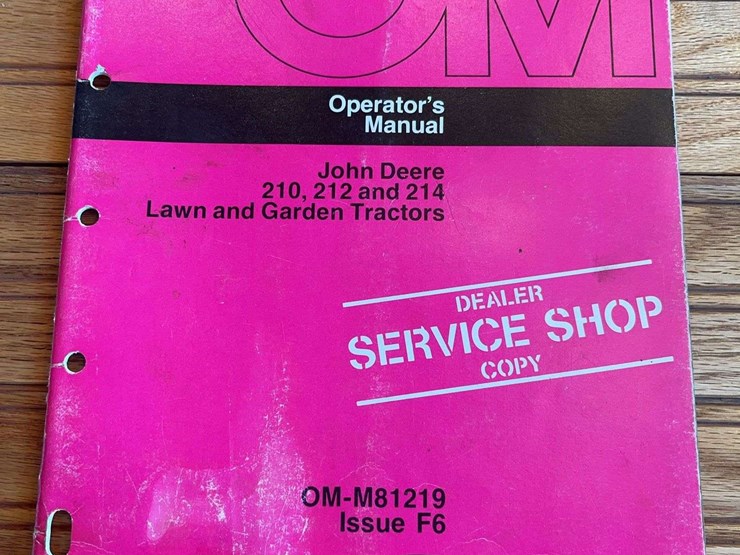 OM
Operator's
Manual
John Deere
210, 212 and 214
Lawn and Garden Tractors
DEALER
SERVICE SHOP
COPY
OM-M81219
Issue F6